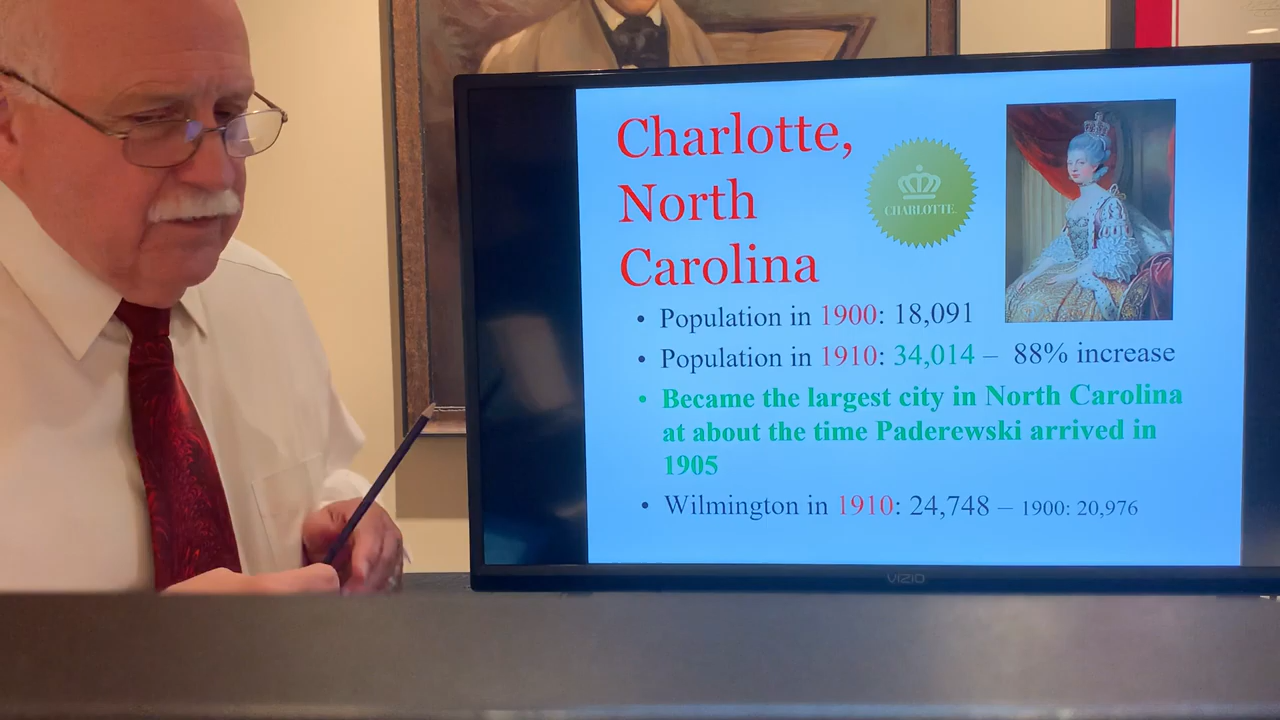 Charlotte,
North
Carolina
CHARLOTTE
• Population in 1900: 18,091
• Population in 1910: 34,014 – 88% increase
• Became the largest city in North Carolina
at about the time Paderewski arrived in
1905
• Wilmington in 1910: 24,748 – 1900: 20,976
VIZIO